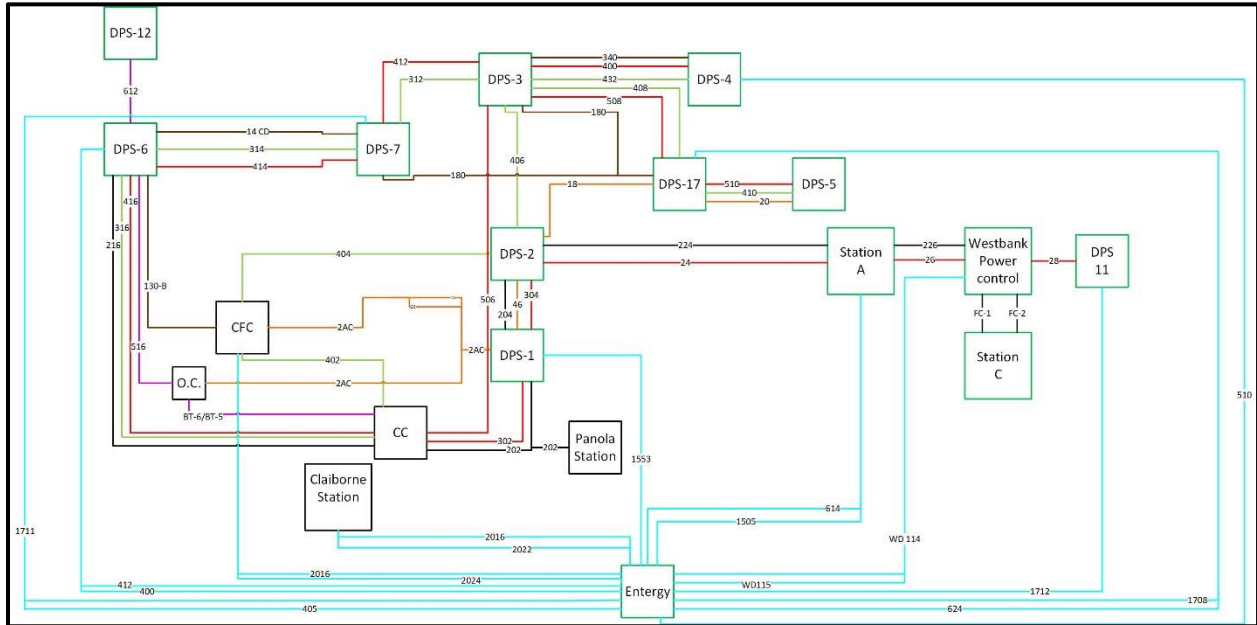 DPS-12
612
412
312
DPS-3
340
400
432
408
508
180
DPS-4
DPS-6
14 CD
314
414
DPS-7
180
406
18
DPS-17
510
410
20
DPS-5
416
316
216
130-B
404
DPS-2
224
24
Station
A
226
26
Westbank
Power
control
28
DPS
11
506
204
46
304
FC-1
FC-2
CFC
2AC
2AC
DPS-1
Station
C
516
402
O.C.
2AC
BT-6/BT-5
CC
302
202
202
Panola
Station
510
1553
Claiborne
Station
614
1505
1711
2016
2022
WD 114
2016
2024
412
400
405
Entergy
WD115
1712
1708
624